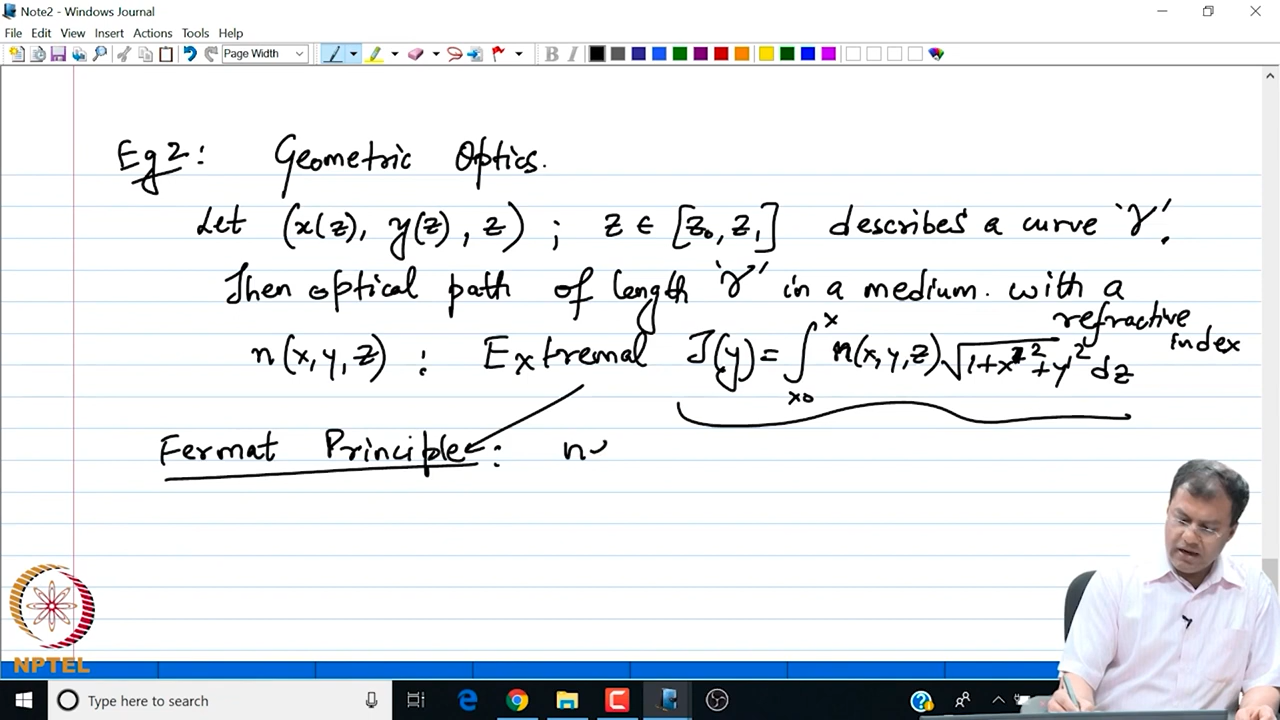 Note2 - Windows Journal
File Edit View Insert Actions Tools Help
Page Width
B I
Eg 2: Geometric Optics.
Let (x(z), y(z), z) ; z ∈ [z₀, z₁] describes a curve 'γ'.
Then optical path of length 'γ' in a medium. with a
refractive index
n(x, y, z) : Extremal J(y) = ∫ₓ₀ˣ n(x,y,z) √1+x'²+y'² dz
Fermat Principle :
NPTEL
Type here to search